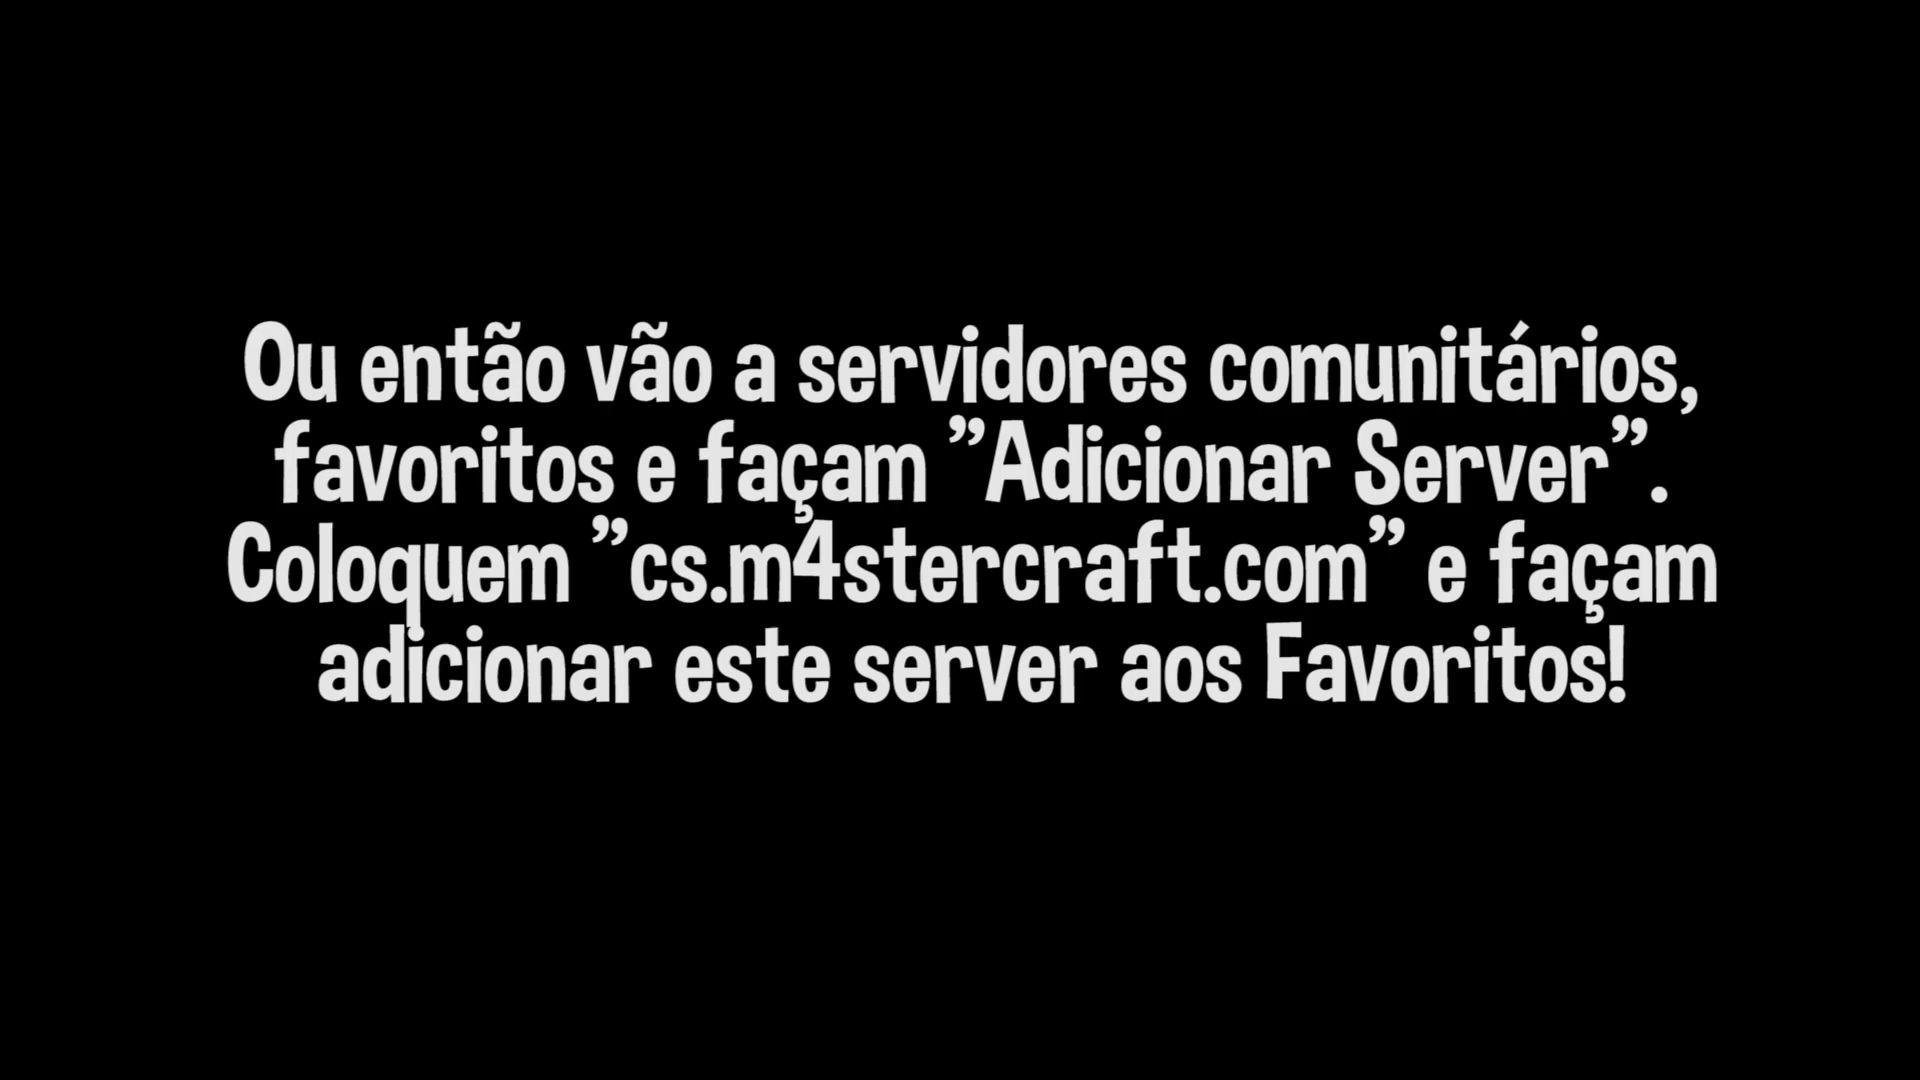 Ou então vão a servidores comunitários,
favoritos e façam ”Adicionar Server”.
Coloquem ”cs.m4stercraft.com” e façam
adicionar este server aos Favoritos!